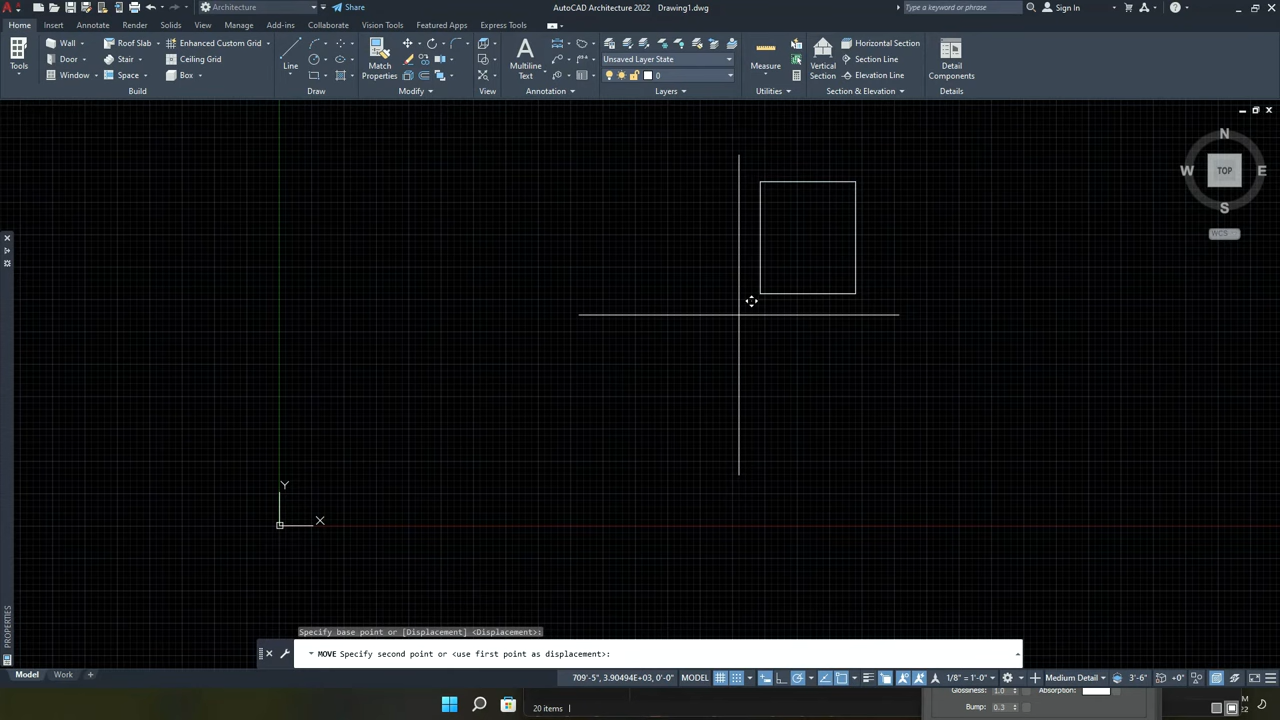 AutoCAD Architecture 2022 Drawing1.dwg
Architecture
Share
Type a keyword or phrase
Sign In
Home Insert Annotate Render Solids View Manage Add-ins Collaborate Vision Tools Featured Apps Express Tools
Wall Roof Slab Enhanced Custom Grid
Door Stair Ceiling Grid
Window Space Box
Tools
Line
Match Properties
Multiline Text
Unsaved Layer State
0
Measure
Vertical Section
Horizontal Section
Section Line
Elevation Line
Detail Components
Build Draw Modify View Annotation Layers Utilities Section & Elevation Details
N
W TOP E
S
WCS
Y
X
PROPERTIES
Specify base point or [Displacement] <Displacement>:
MOVE Specify second point or <use first point as displacement>:
Model Work
709'-5", 3.90494E+03, 0'-0" MODEL 1/8" = 1'-0" Medium Detail 3'-6" +0"
Glossiness: 1.0 Absorption:
Bump: 0.3
20 items